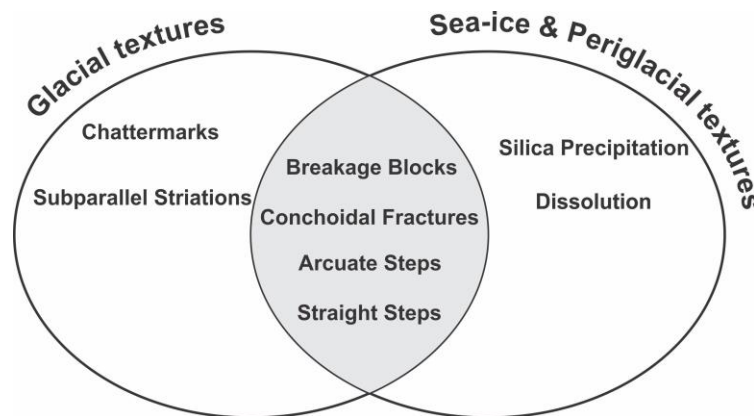 Glacial textures
Sea-ice & Periglacial textures
Chattermarks
Subparallel Striations
Breakage Blocks
Conchoidal Fractures
Arcuate Steps
Straight Steps
Silica Precipitation
Dissolution